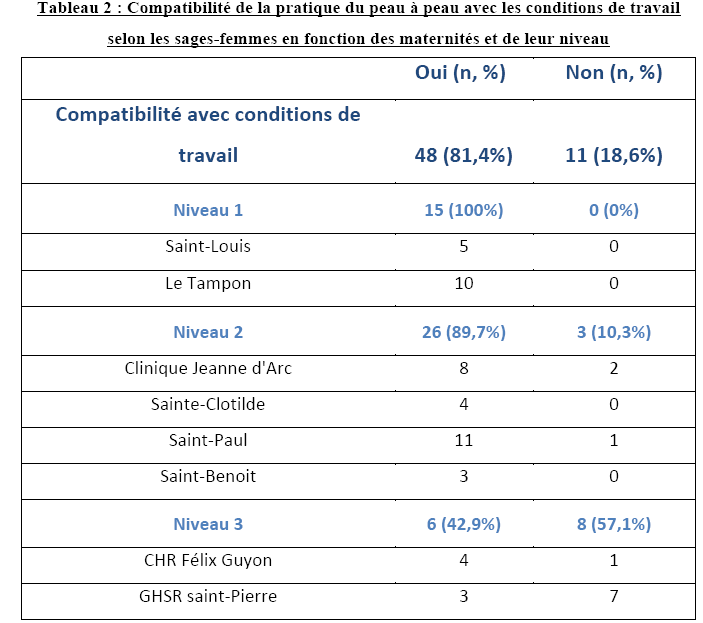 Tableau 2 : Compatibilité de la pratique du peau à peau avec les conditions de travail
selon les sages-femmes en fonction des maternités et de leur niveau
Oui (n, %) Non (n, %)
Compatibilité avec conditions de
travail 48 (81,4%) 11 (18,6%)
Niveau 1 15 (100%) 0 (0%)
Saint-Louis 5 0
Le Tampon 10 0
Niveau 2 26 (89,7%) 3 (10,3%)
Clinique Jeanne d'Arc 8 2
Sainte-Clotilde 4 0
Saint-Paul 11 1
Saint-Benoit 3 0
Niveau 3 6 (42,9%) 8 (57,1%)
CHR Félix Guyon 4 1
GHSR saint-Pierre 3 7